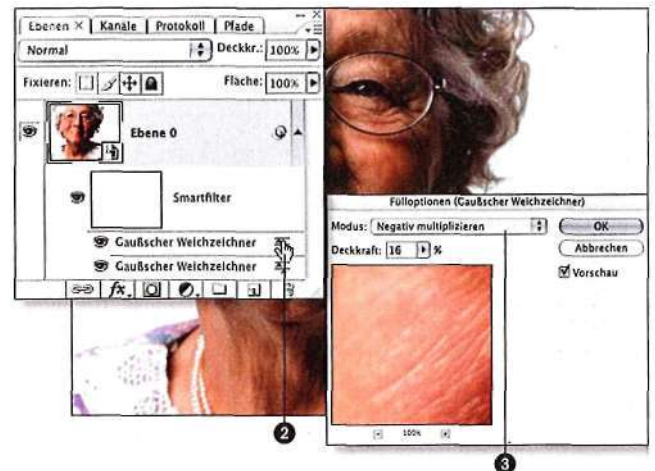 Ebenen × Kanäle Protokoll Pfade
Normal Deckkr.: 100%
Fixieren: Fläche: 100%
Ebene 0
Smartfilter
Gaußscher Weichzeichner
Gaußscher Weichzeichner
fx.
Fülloptionen (Gaußscher Weichzeichner)
Modus: Negativ multiplizieren OK
Deckkraft: 16 % Abbrechen
Vorschau
100%
2
3